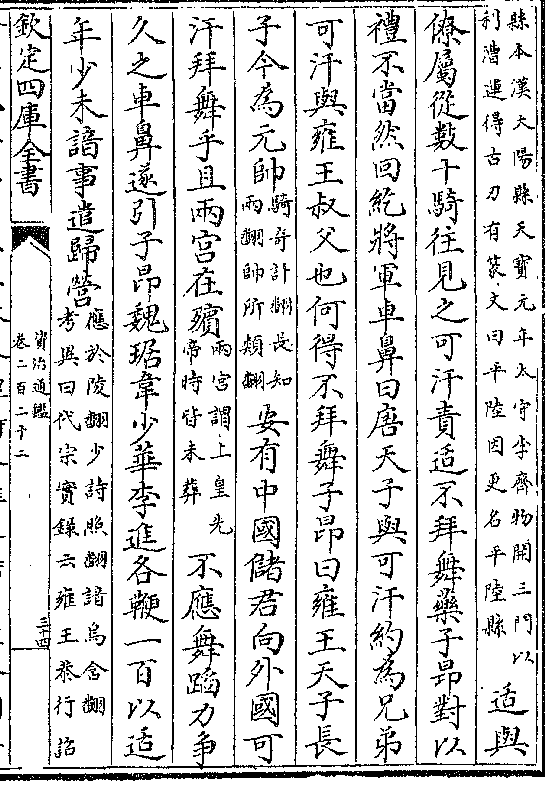 縣本漢大陽縣天寶元年太守李齊物開三門以
利漕運得古刃有篆文曰平陸因更名平陸縣
适與
僚屬從數十騎往見之可汗責适不拜舞藥子昂對以
禮不當然回紇將軍車鼻曰唐天子與可汗約為兄弟
可汗與雍王叔父也何得不拜舞子昂曰雍王天子長
子今為元帥
騎奇計翻長知
兩翻帥所類翻
安有中國儲君向外國可
汗拜舞乎且兩宮在殯
兩宮謂上皇先
帝時皆未葬
不應舞蹈力爭
久之車鼻遂引子昂魏琚韋少華李進各鞭一百以适
年少未諳事遣歸營
應於陵翻少詩照翻諳烏含翻
考異曰代宗實錄云雍王恭行詔
欽定四庫全書
資治通鑑
卷二百二十二
三十四